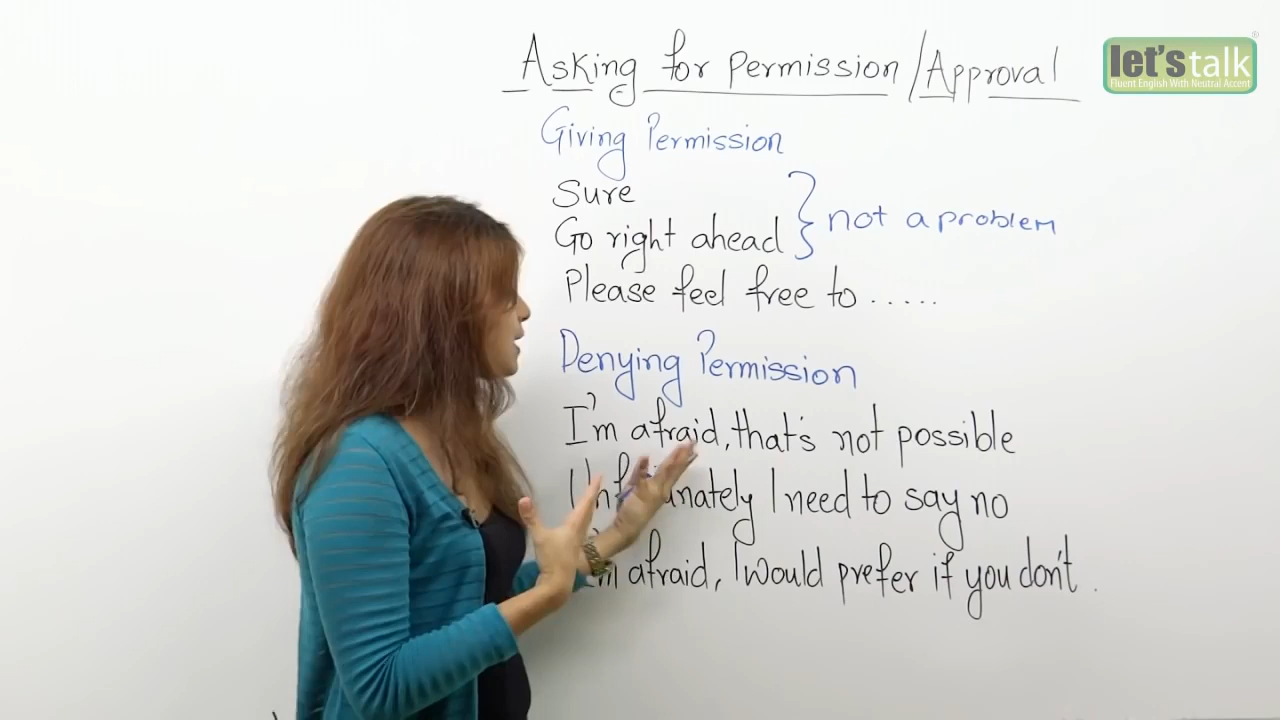 Asking for permission / Approval
let's talk ®
Fluent English With Neutral Accent
Giving Permission
Sure
Go right ahead } not a problem
Please feel free to .....
Denying Permission
I'm afraid, that's not possible
Unfortunately I need to say no
I'm afraid, I would prefer if you don't.